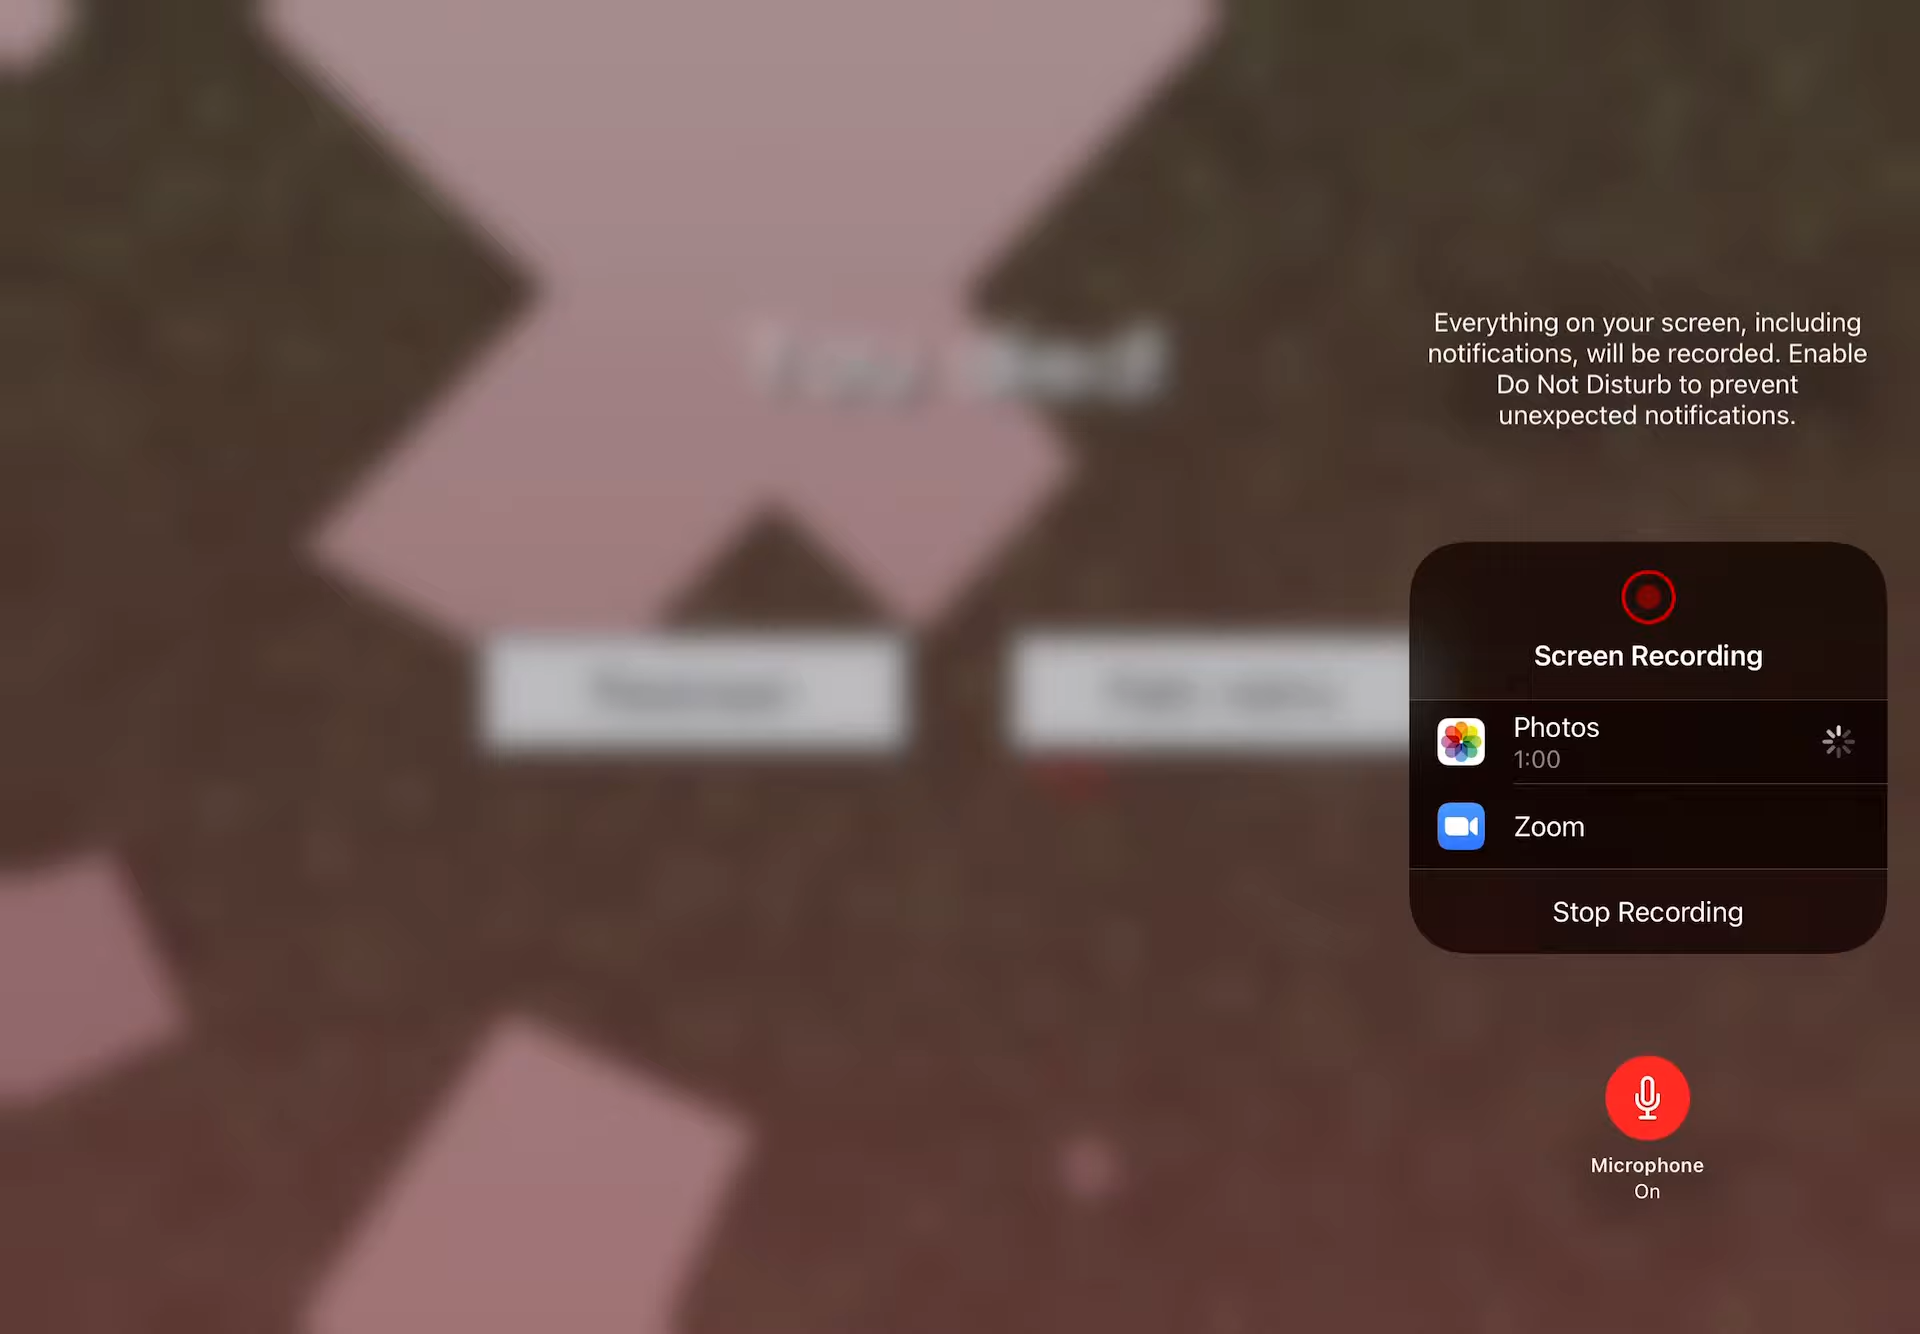 Everything on your screen, including
notifications, will be recorded. Enable
Do Not Disturb to prevent
unexpected notifications.
Screen Recording
Photos
1:00
Zoom
Stop Recording
Microphone
On